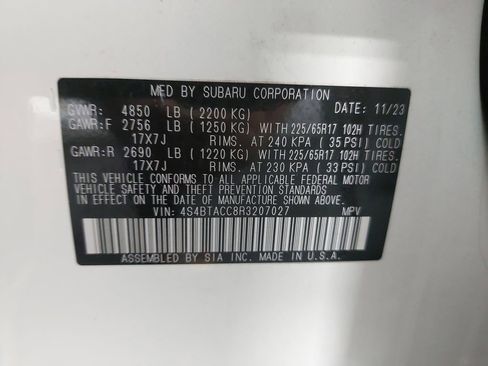 MFD BY SUBARU CORPORATION
GVWR: 4850 LB ( 2200 KG) DATE: 11/23
GAWR:F 2756 LB ( 1250 KG) WITH 225/65R17 102H TIRES.
17X7J RIMS. AT 240 KPA ( 35 PSI) COLD
GAWR:R 2690 LB ( 1220 KG) WITH 225/65R17 102H TIRES.
17X7J RIMS. AT 230 KPA ( 33 PSI) COLD
THIS VEHICLE CONFORMS TO ALL APPLICABLE FEDERAL MOTOR
VEHICLE SAFETY AND THEFT PREVENTION STANDARDS
IN EFFECT ON THE DATE OF MANUFACTURE SHOWN ABOVE.
VIN: 4S4BTACC8R3207027 MPV
ASSEMBLED BY SIA INC. MADE IN U.S.A.